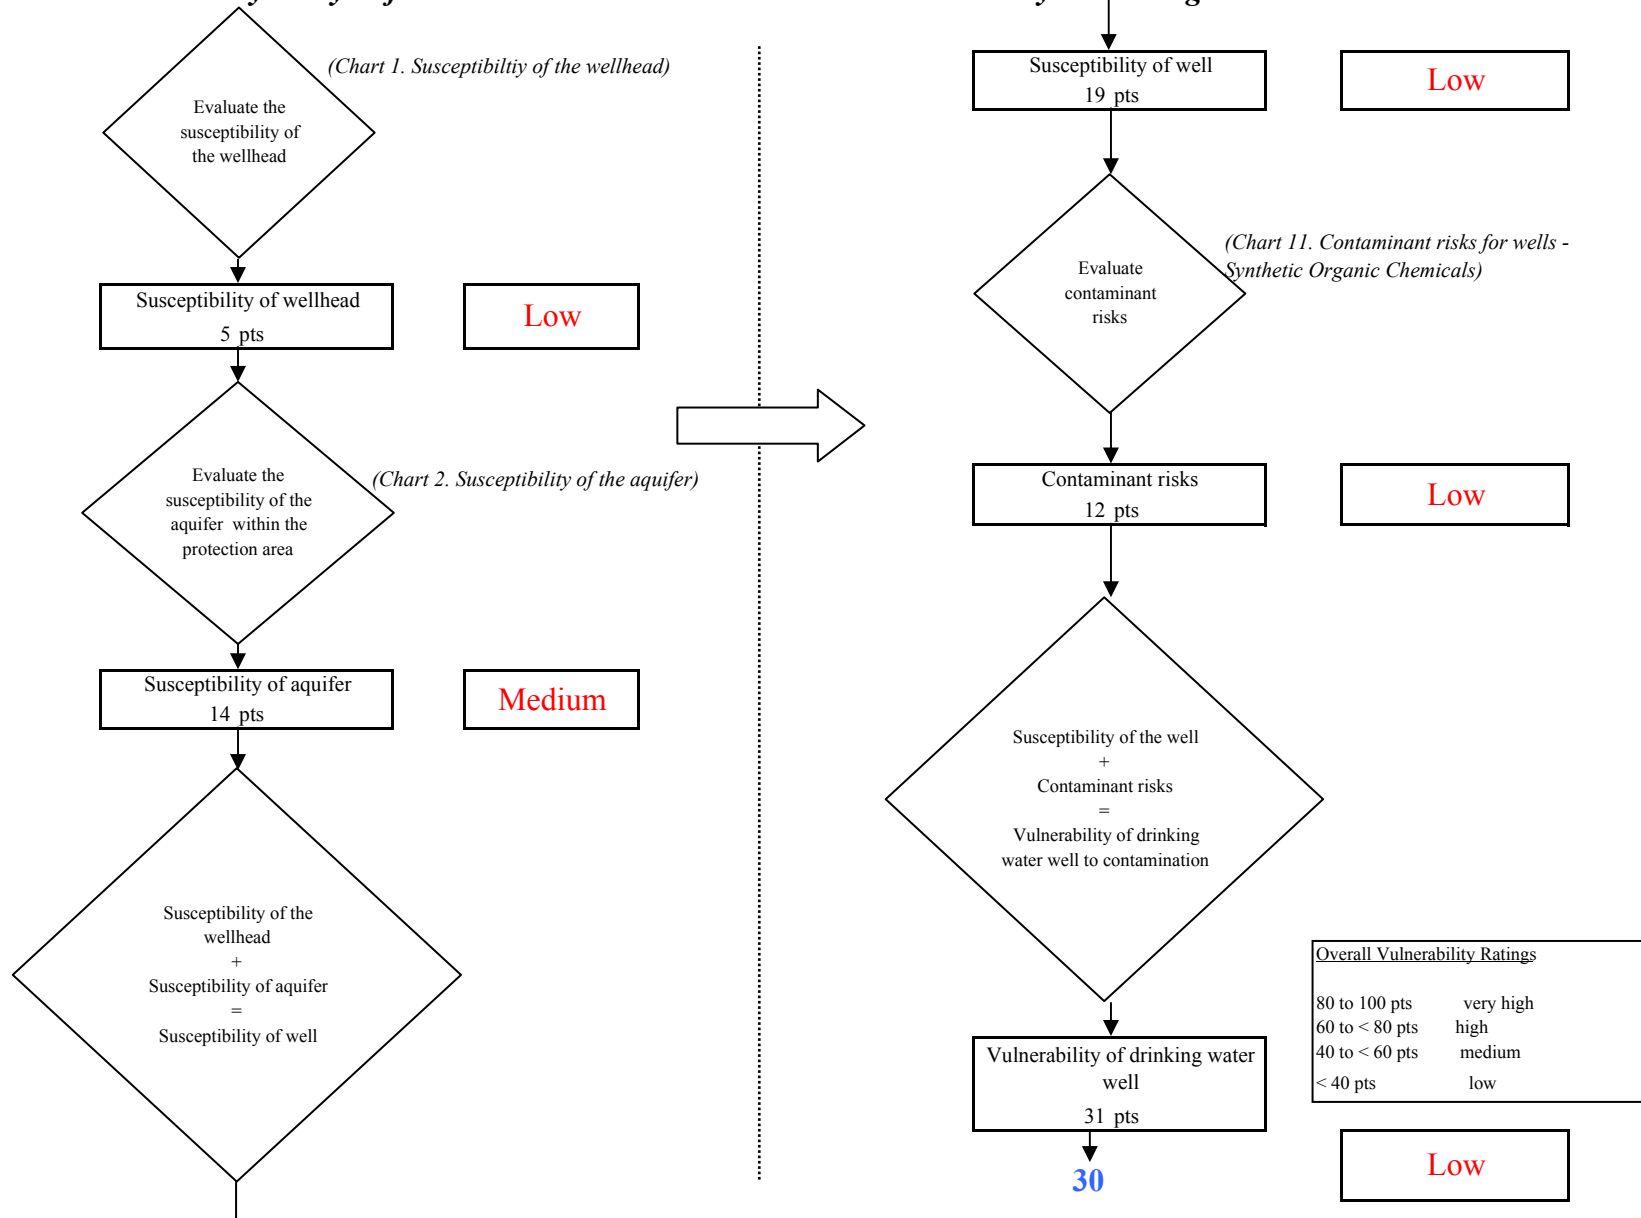 (Chart 1. Susceptibiltiy of the wellhead)
Evaluate the
susceptibility of
the wellhead
Susceptibility of wellhead
5 pts
Low
Evaluate the
susceptibility of the
aquifer within the
protection area
(Chart 2. Susceptibility of the aquifer)
Susceptibility of aquifer
14 pts
Medium
Susceptibility of the
wellhead
+
Susceptibility of aquifer
=
Susceptibility of well
Susceptibility of well
19 pts
Low
(Chart 11. Contaminant risks for wells -
Synthetic Organic Chemicals)
Evaluate
contaminant
risks
Contaminant risks
12 pts
Low
Susceptibility of the well
+
Contaminant risks
=
Vulnerability of drinking
water well to contamination
Overall Vulnerability Ratings
80 to 100 pts very high
60 to < 80 pts high
40 to < 60 pts medium
< 40 pts low
Vulnerability of drinking water
well
31 pts
30
Low